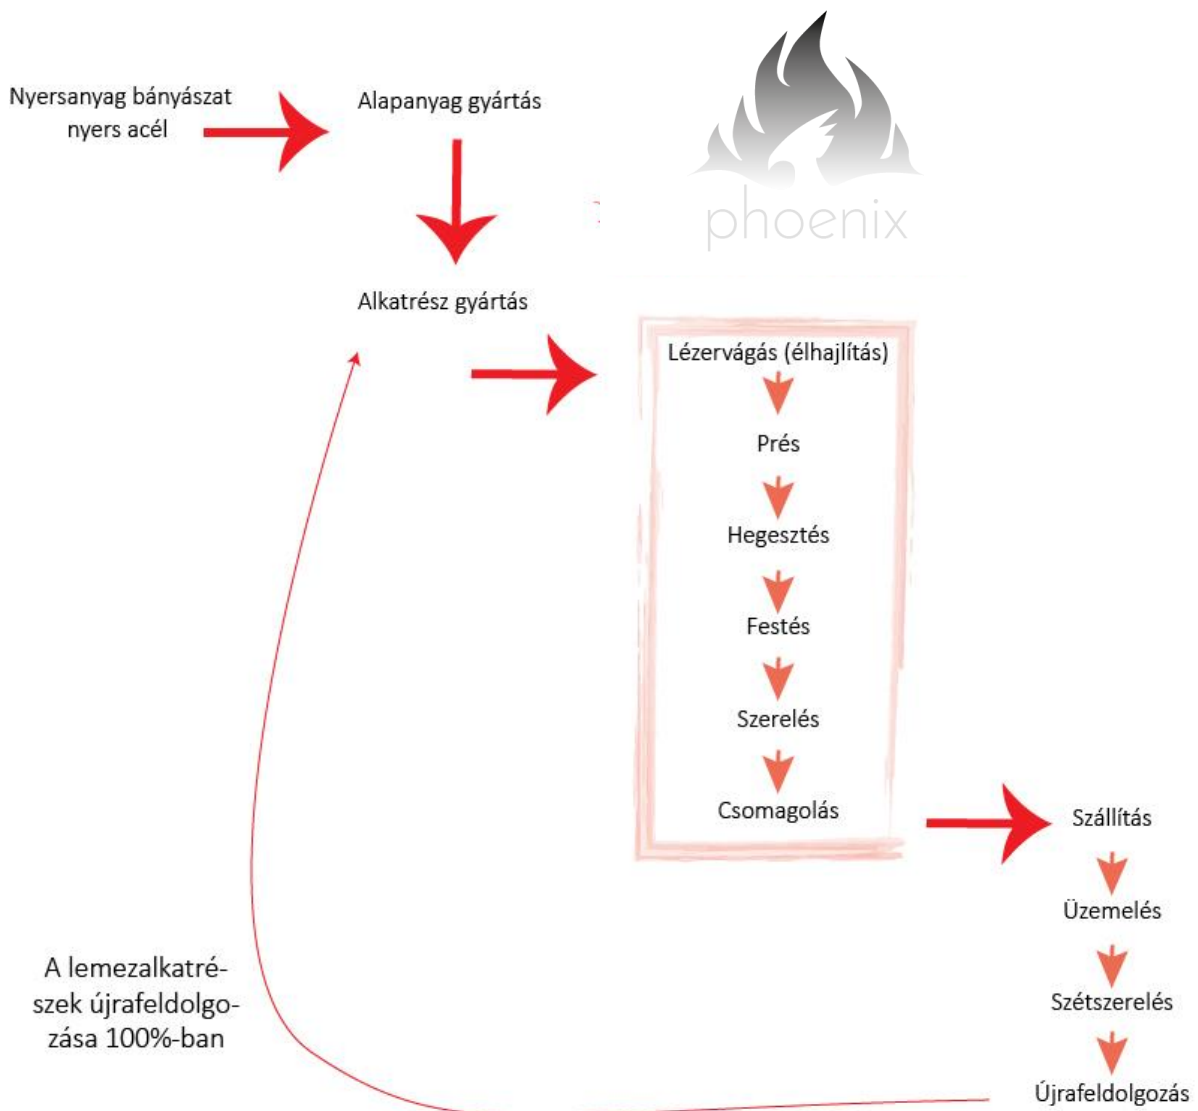 Nyersanyag bányászat
nyers acél
Alapanyag gyártás
phoenix
Alkatrész gyártás
Lézervágás (élhajlítás)
Prés
Hegesztés
Festés
Szerelés
Csomagolás
Szállítás
Üzemelés
Szétszerelés
Újrafeldolgozás
A lemezalkatré-
szek újrafeldolgo-
zása 100%-ban